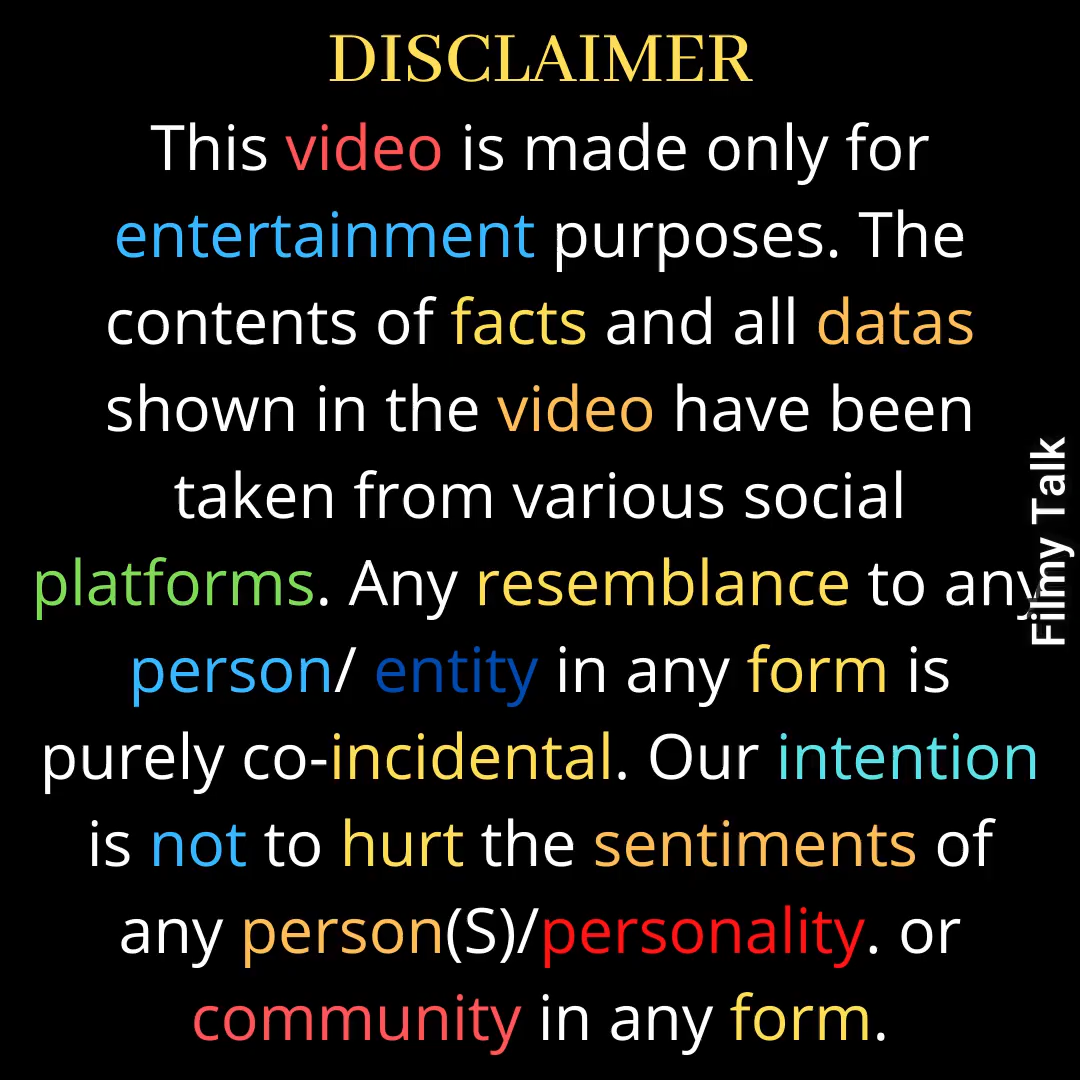 DISCLAIMER
This video is made only for
entertainment purposes. The
contents of facts and all datas
shown in the video have been
taken from various social
platforms. Any resemblance to any
person/ entity in any form is
purely co-incidental. Our intention
is not to hurt the sentiments of
any person(S)/personality. or
community in any form.
Filmy Talk